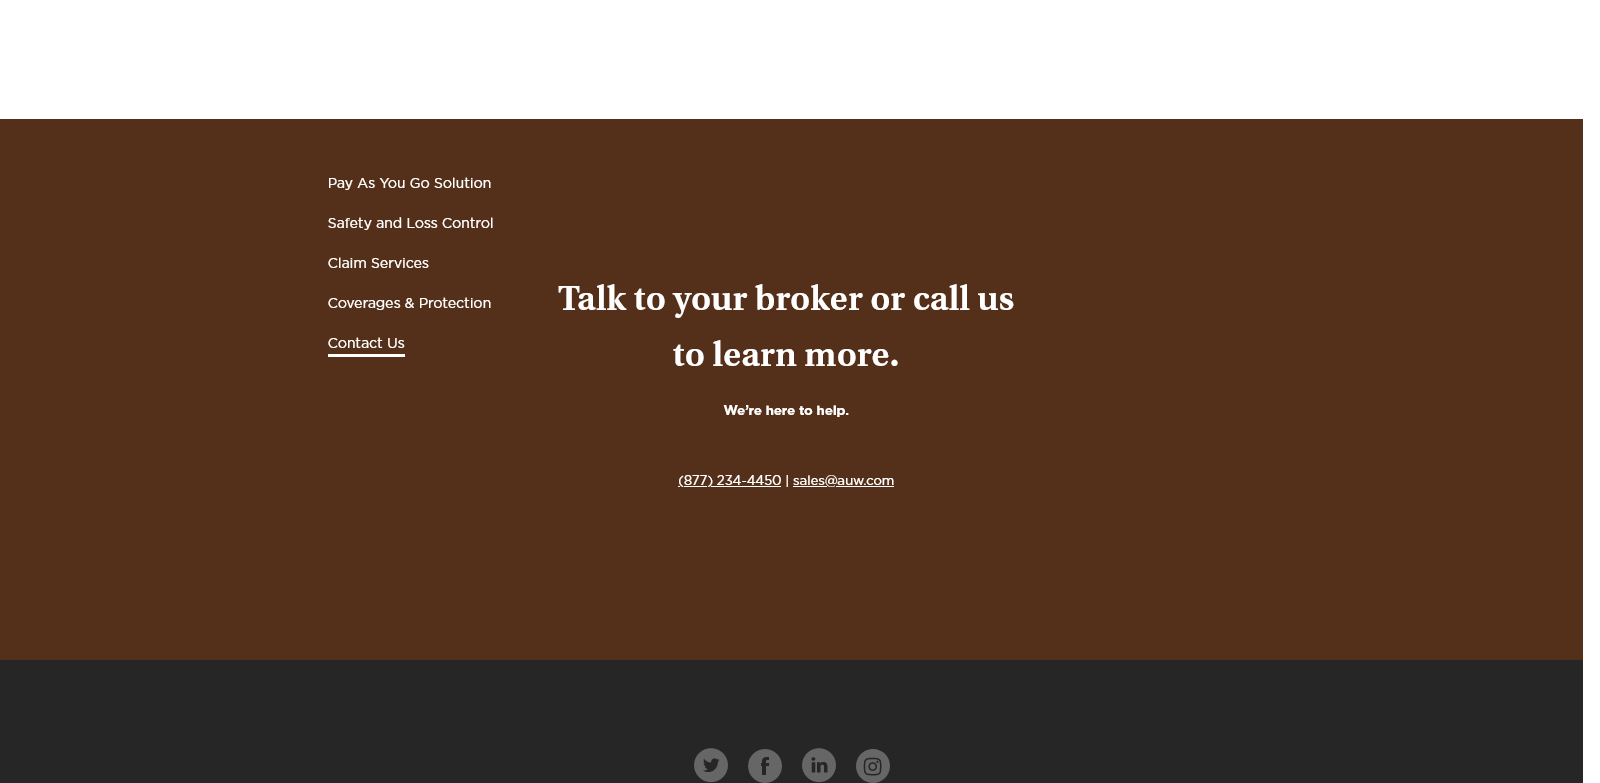 Pay As You Go Solution
Safety and Loss Control
Claim Services
Coverages & Protection
Contact Us
Talk to your broker or call us
to learn more.
We’re here to help.
(877) 234-4450 | sales@auw.com